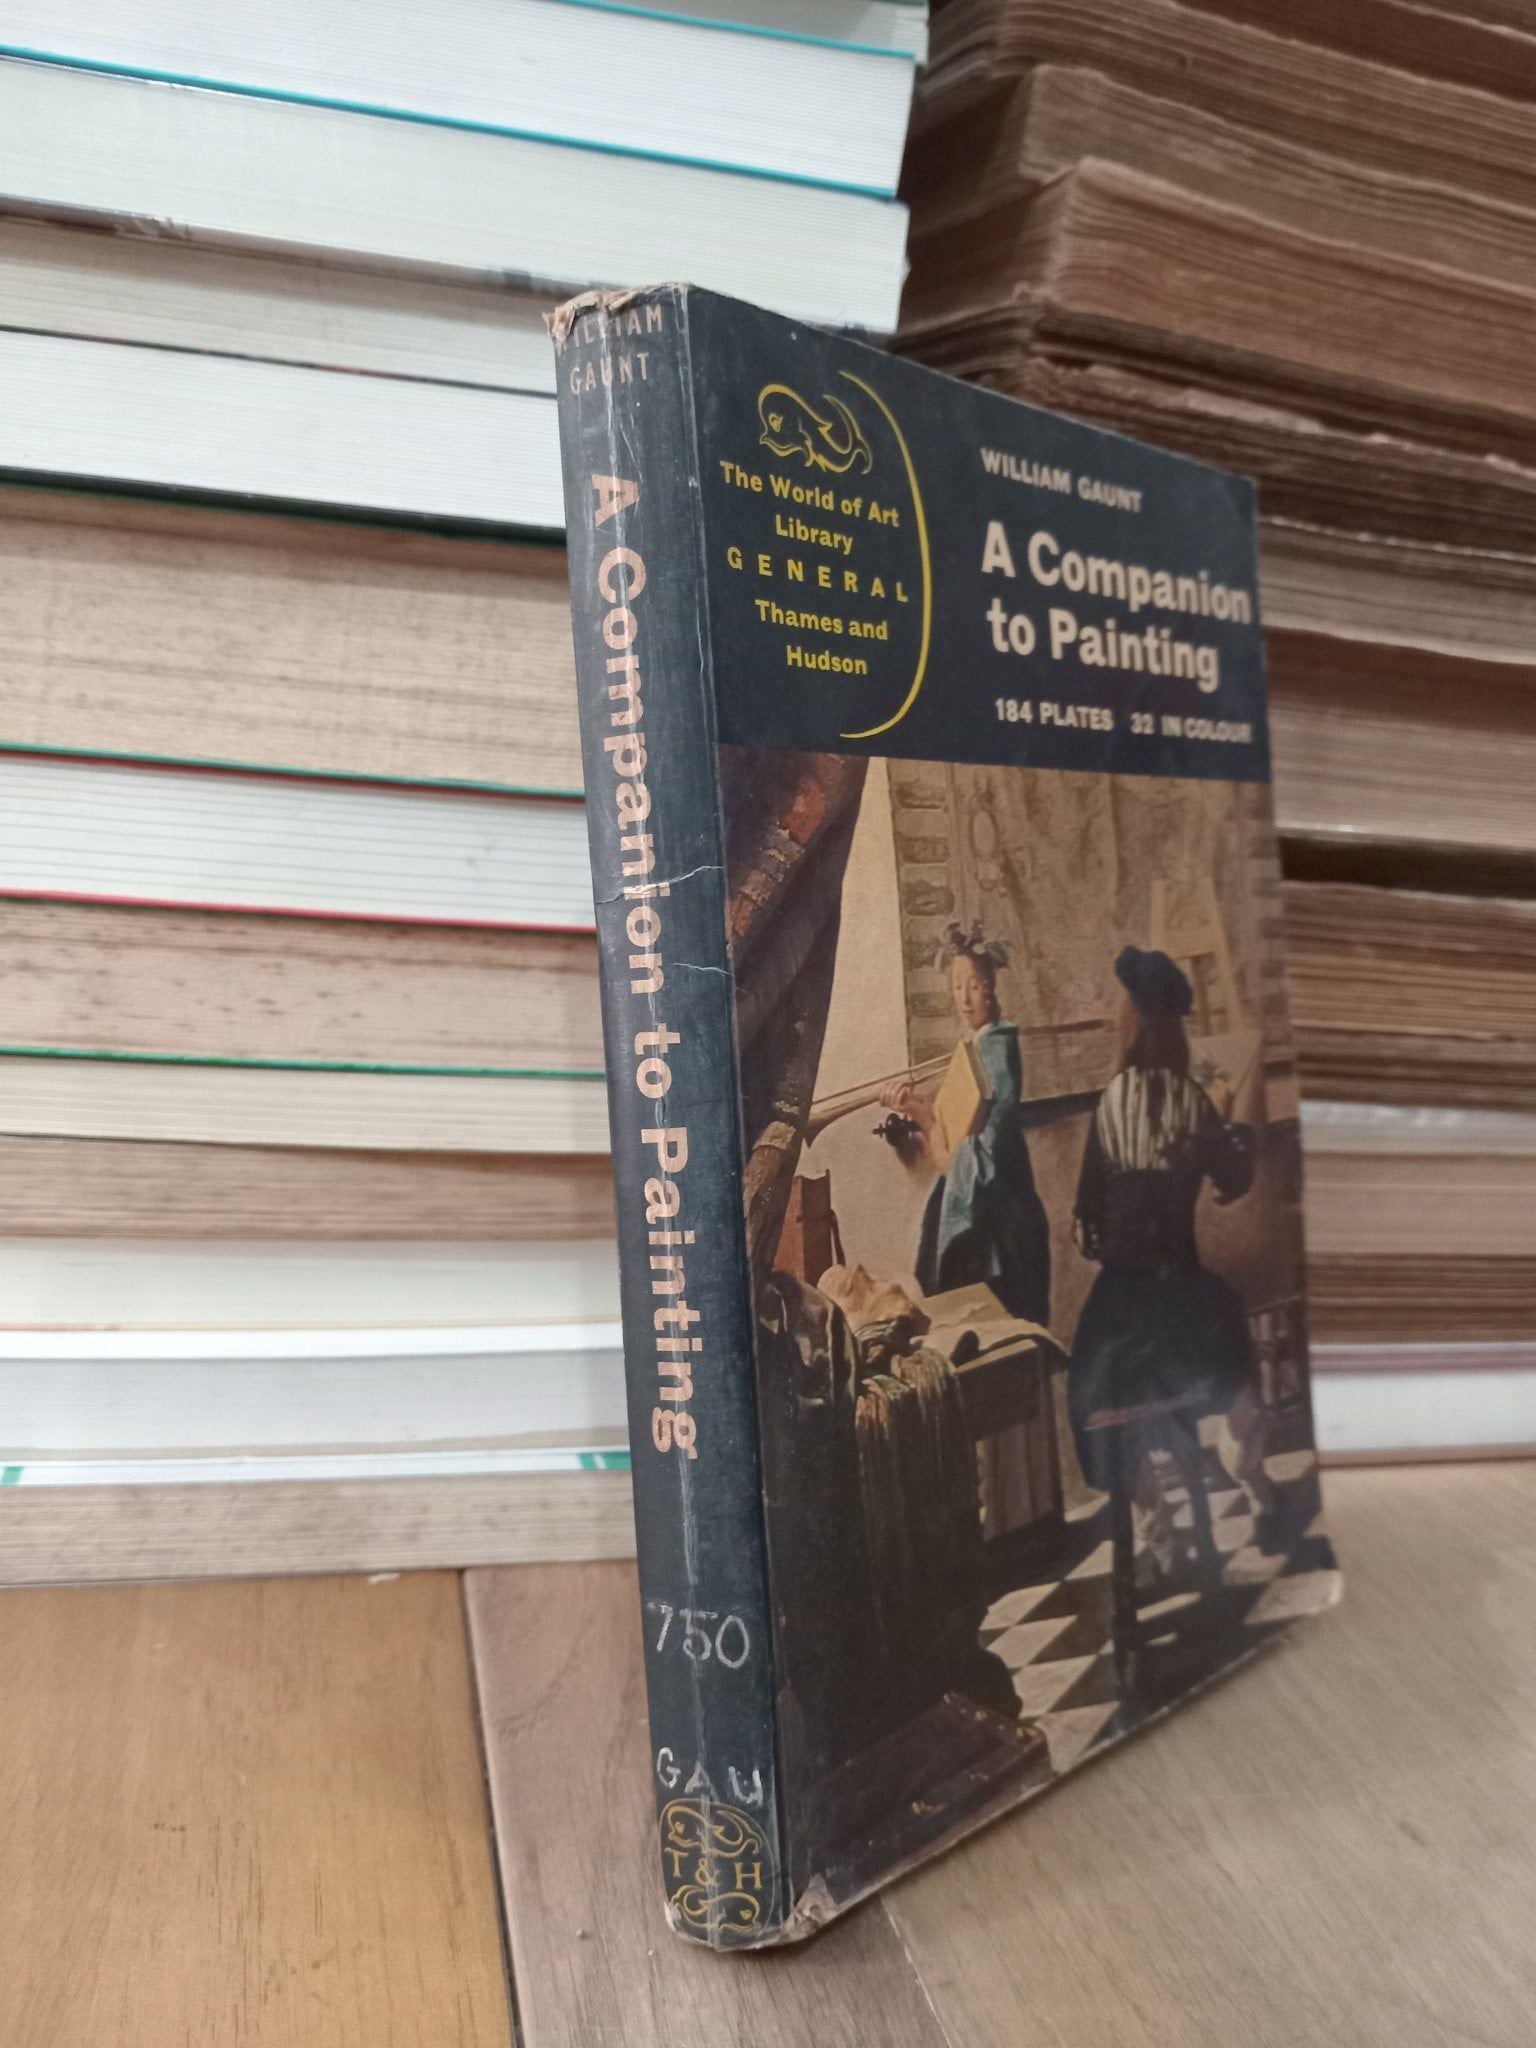 WILLIAM
GAUNT
A Companion to Painting
750
GAU
T & H
The World of Art
Library
GENERAL
Thames and
Hudson
WILLIAM GAUNT
A Companion
to Painting
184 PLATES 32 IN COLOUR